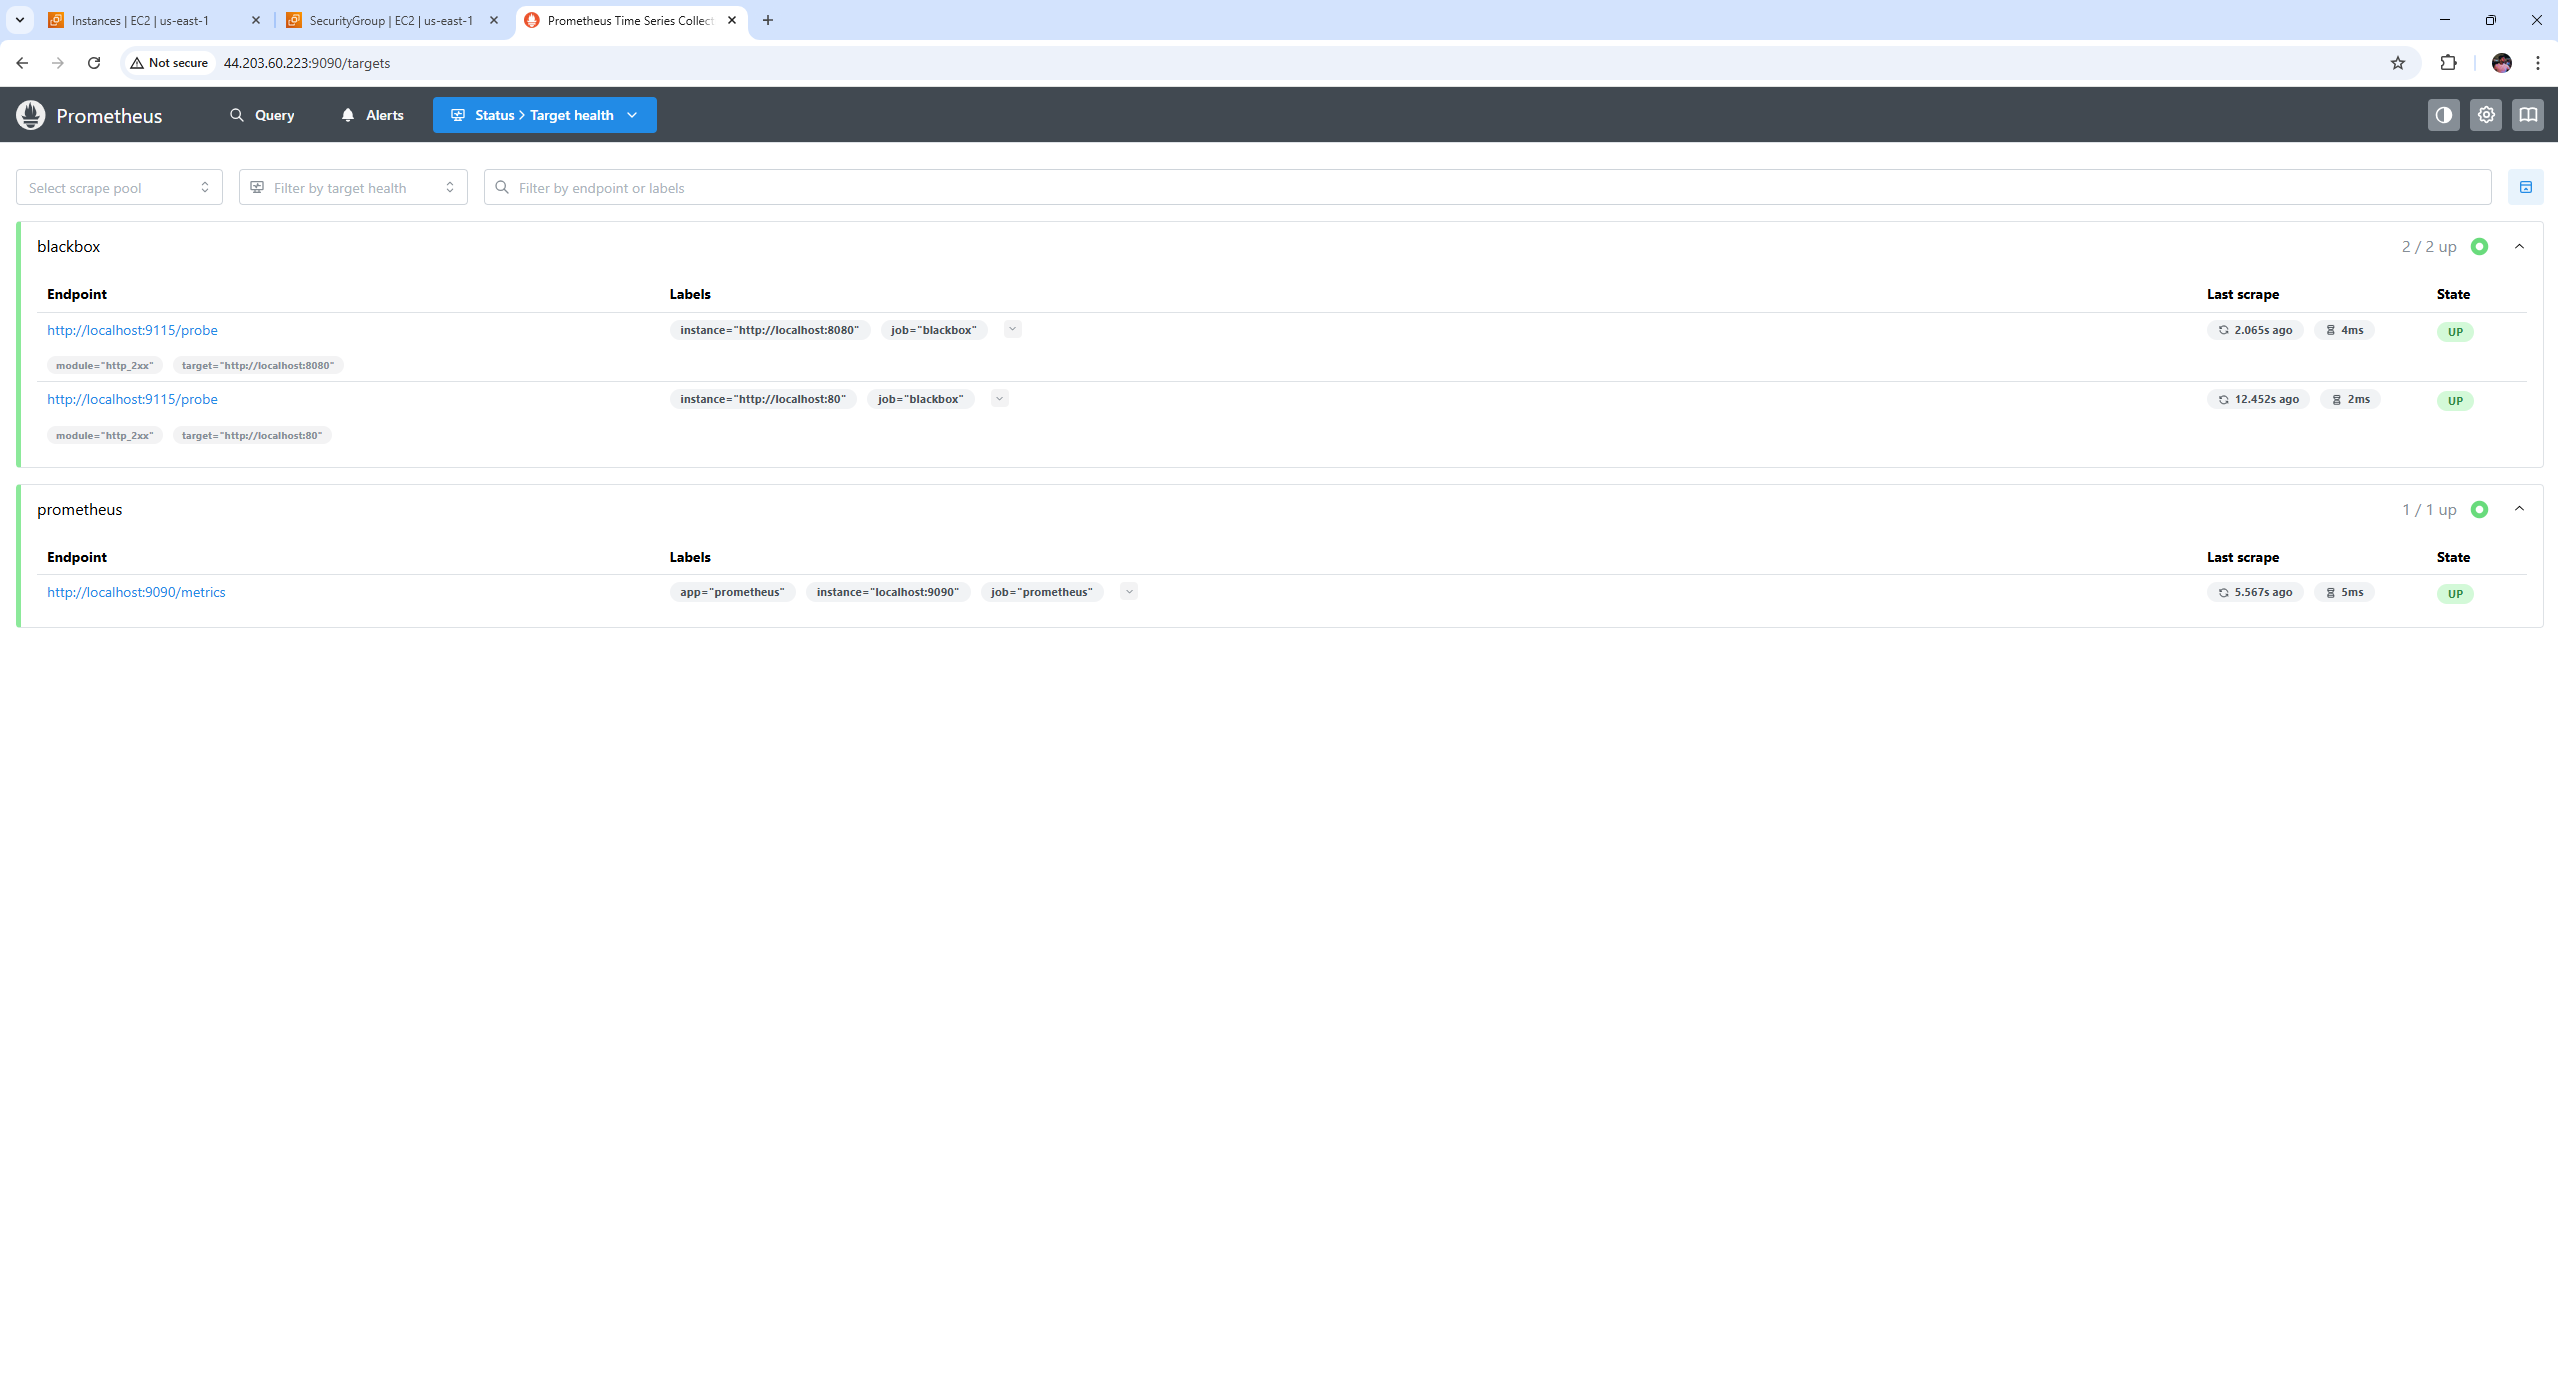 Instances | EC2 | us-east-1
SecurityGroup | EC2 | us-east-1
Prometheus Time Series Collect
Not secure
44.203.60.223:9090/targets
Prometheus
Query
Alerts
Status > Target health
Select scrape pool
Filter by target health
Filter by endpoint or labels
blackbox
2 / 2 up
Endpoint Labels Last scrape State
http://localhost:9115/probe instance="http://localhost:8080" job="blackbox" 2.065s ago 4ms UP
module="http_2xx" target="http://localhost:8080"
http://localhost:9115/probe instance="http://localhost:80" job="blackbox" 12.452s ago 2ms UP
module="http_2xx" target="http://localhost:80"
prometheus
1 / 1 up
Endpoint Labels Last scrape State
http://localhost:9090/metrics app="prometheus" instance="localhost:9090" job="prometheus" 5.567s ago 5ms UP